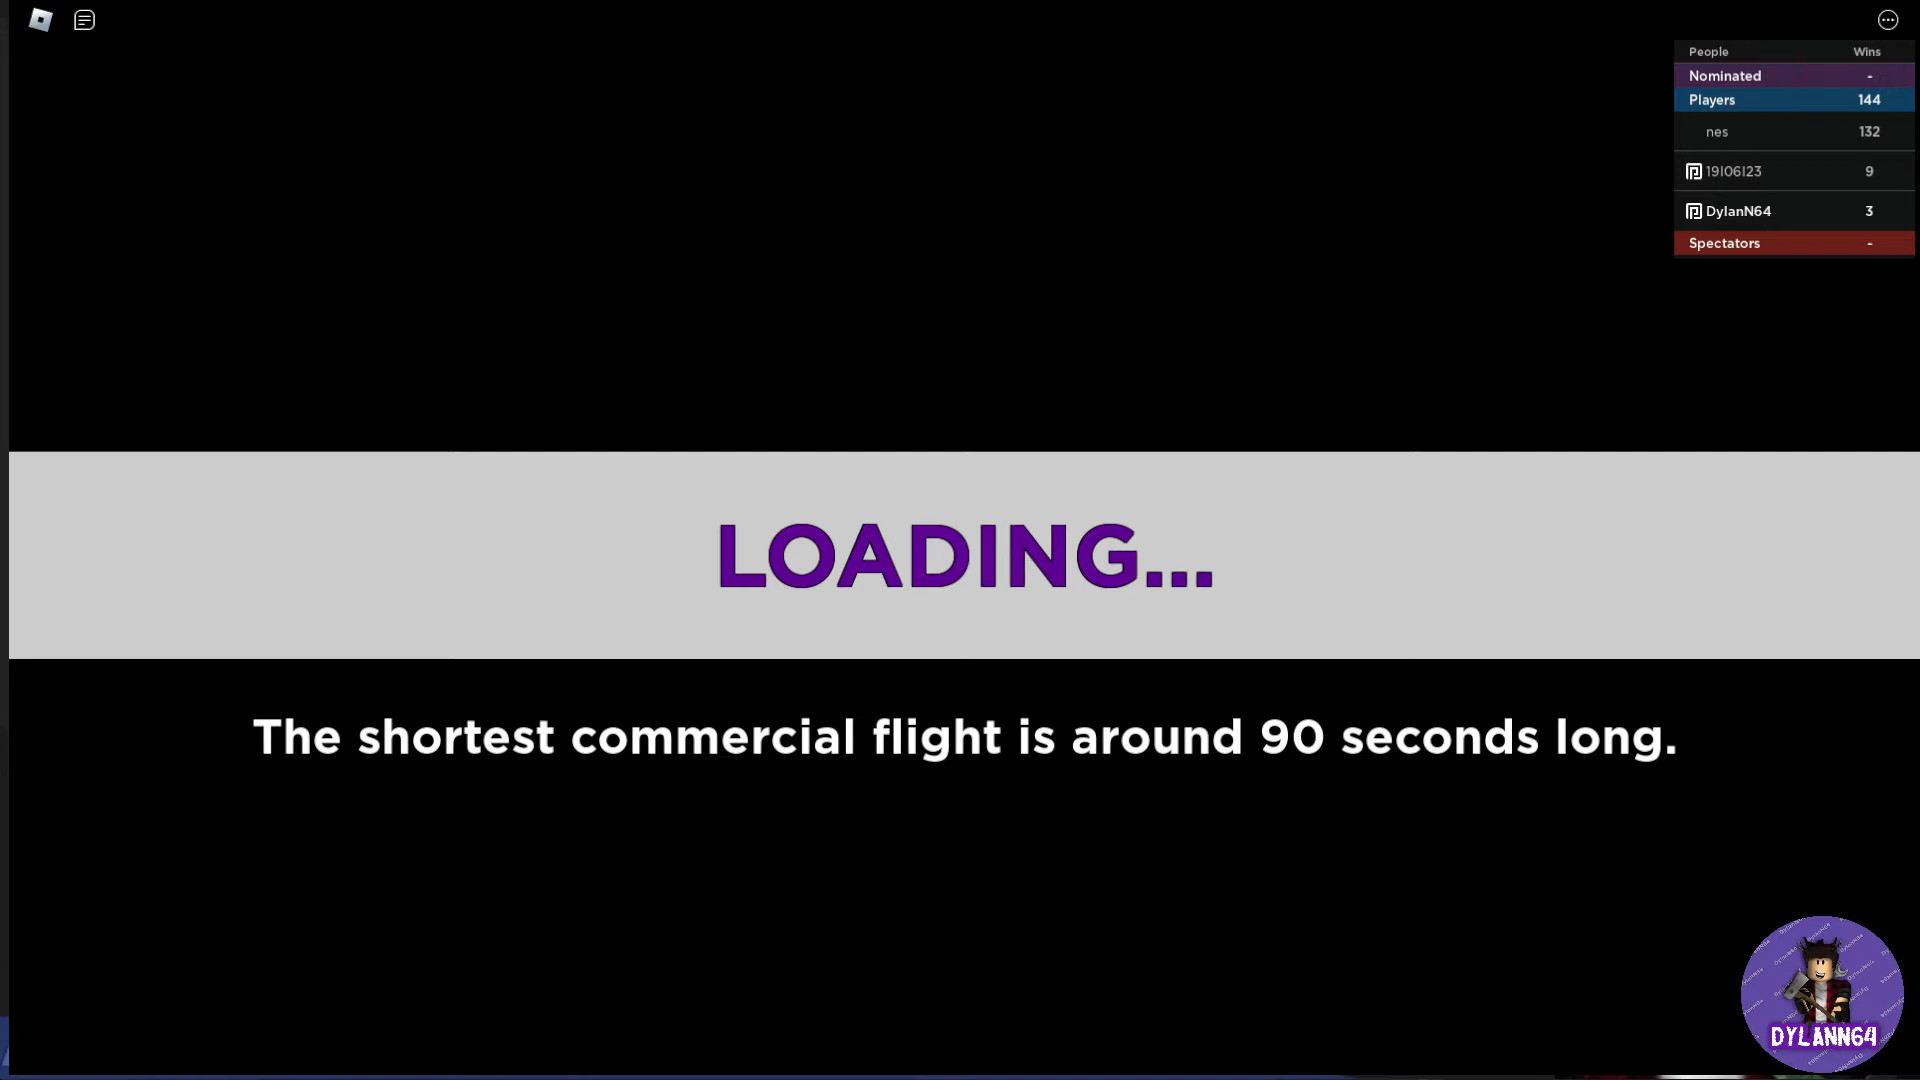 People Wins
Nominated -
Players 144
nes 132
19I06I23 9
DylanN64 3
Spectators -
LOADING...
The shortest commercial flight is around 90 seconds long.
DYLANN64